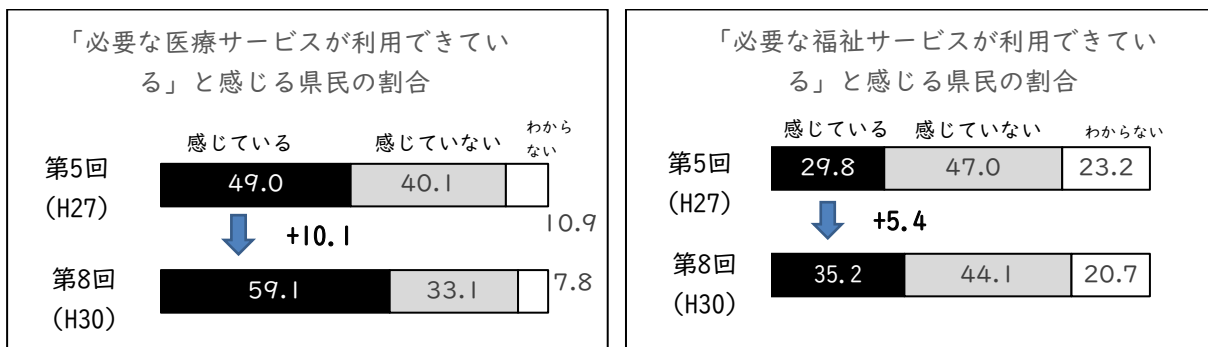 「必要な医療サービスが利用できてい
る」と感じる県民の割合
感じている 感じていない わから
ない
第5回
(H27)
49.0 40.1
10.9
+10.1
第8回
(H30)
59.1 33.1 7.8
「必要な福祉サービスが利用できてい
る」と感じる県民の割合
感じている 感じていない わからない
第5回
(H27)
29.8 47.0 23.2
+5.4
第8回
(H30)
35.2 44.1 20.7